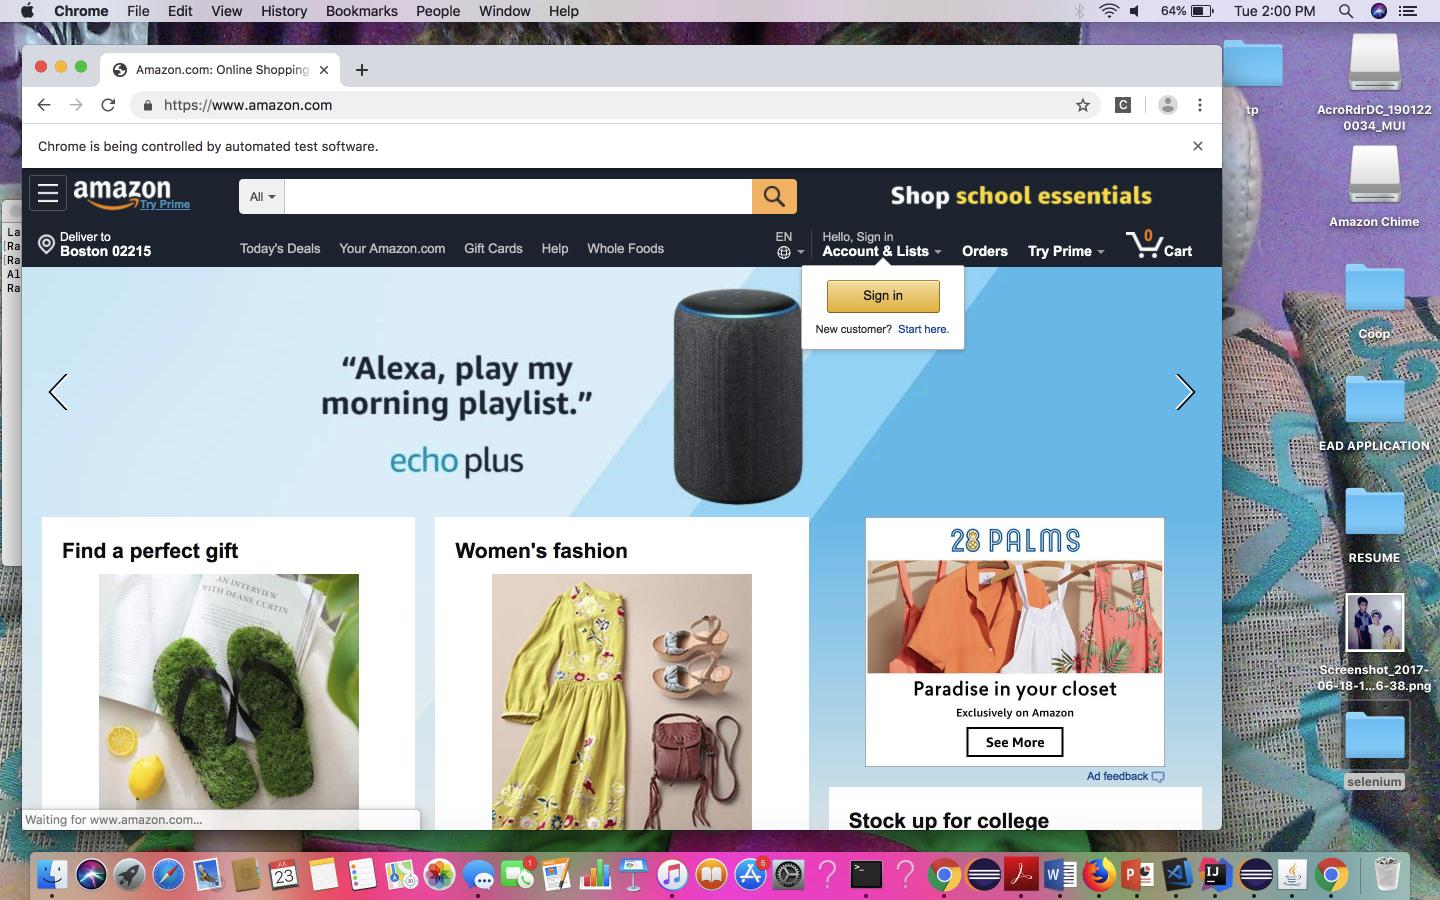 Chrome File Edit View History Bookmarks People Window Help
64% Tue 2:00 PM
Amazon.com: Online Shopping
https://www.amazon.com
C
Chrome is being controlled by automated test software.
amazon
Try Prime
All
Shop school essentials
Deliver to
Boston 02215
Today's Deals Your Amazon.com Gift Cards Help Whole Foods
EN
Hello, Sign in
Account & Lists
Orders
Try Prime
0
Cart
Sign in
New customer? Start here.
“Alexa, play my
morning playlist.”
echo plus
Find a perfect gift
AN INTERVIEW
WITH DEANE CURTIN
Women's fashion
28 PALMS
Paradise in your closet
Exclusively on Amazon
See More
Ad feedback
Stock up for college
Waiting for www.amazon.com...
La
[Ra
[Ra
Al
Ra
tp
AcroRdrDC_190122
0034_MUI
Amazon Chime
Coop
EAD APPLICATION
RESUME
Screenshot_2017-
06-18-1...6-38.png
selenium
JUL
23
1
5
W
P
IJ